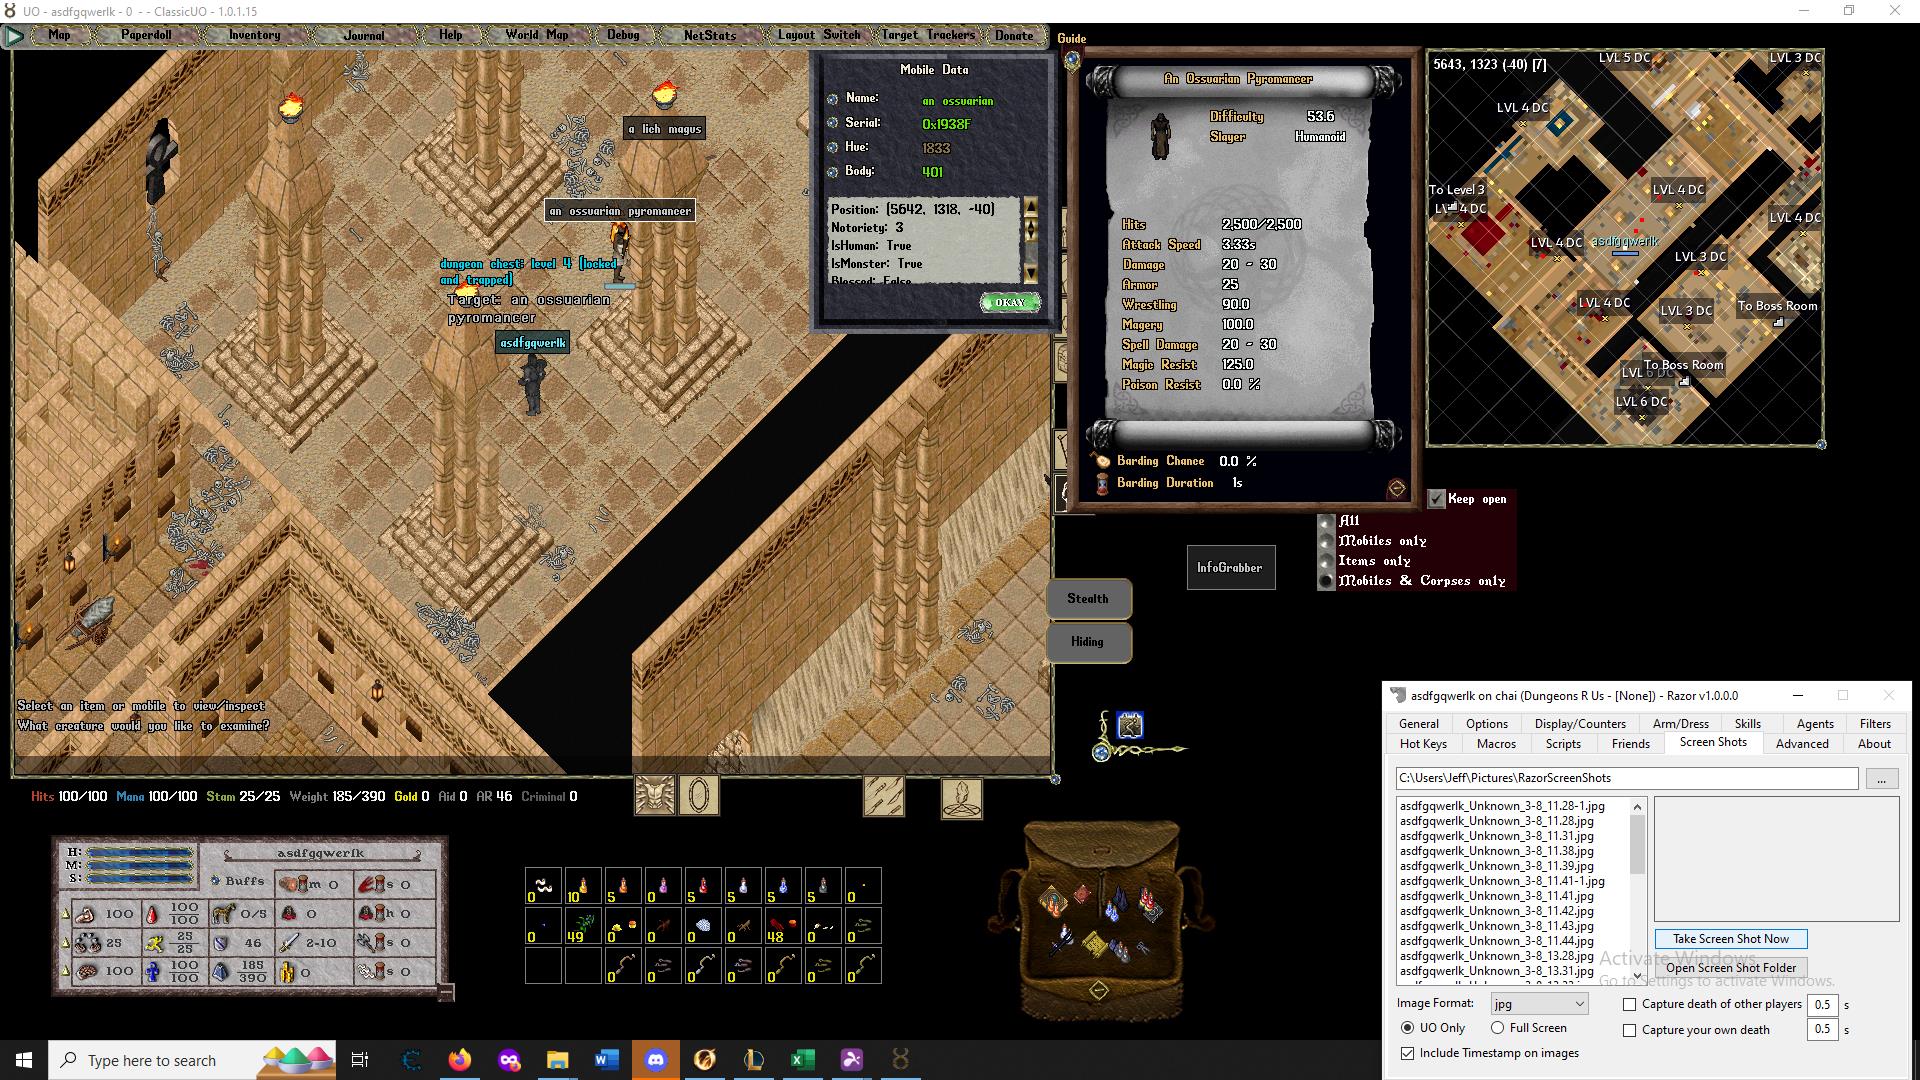 UO - asdfgqwerlk - 0 - - ClassicUO - 1.0.1.15
Map
Paperdoll
Inventory
Journal
Help
World Map
Debug
NetStats
Layout Switch
Target Trackers
Donate
Guide
a lich magus
an ossuarian pyromancer
dungeon chest: level 4 [locked
and trapped]
Target: an ossuarian
pyromancer
asdfgqwerlk
Select an item or mobile to view/inspect
What creature would you like to examine?
Mobile Data
Name: an ossuarian
Serial: 0x1938F
Hue: 1833
Body: 401
Position: (5642, 1318, -40)
Notoriety: 3
IsHuman: True
IsMonster: True
Blessed: False
OKAY
An Ossuarian Pyromancer
Difficulty 53.6
Slayer Humanoid
Hits 2,500/2,500
Attack Speed 3.33s
Damage 20 - 30
Armor 25
Wrestling 90.0
Magery 100.0
Spell Damage 20 - 30
Magic Resist 125.0
Poison Resist 0.0 %
Barding Chance 0.0 %
Barding Duration 1s
5643, 1323 (-40) [7]
LVL 5 DC
LVL 3 DC
LVL 4 DC
To Level 3
LVL 4 DC
LVL 4 DC
LVL 4 DC
LVL 4 DC
asdfgqwerlk
LVL 3 DC
LVL 4 DC
LVL 3 DC
To Boss Room
To Boss Room
LVL 6 DC
LVL 6 DC
Keep open
All
Mobiles only
Items only
Mobiles & Corpses only
InfoGrabber
Stealth
Hiding
Hits 100/100 Mana 100/100 Stam 25/25 Weight 185/390 Gold 0 Aid 0 AR 46 Criminal 0
H:
M:
S:
asdfgqwerlk
Buffs
m 0
s 0
100
100
100
0/5
0
h 0
25
25
25
46
2-10
s 0
100
100
100
185
390
0
s 0
0 10 5 0 5 5 5 5 0
0 49 0 0 0 0 48 0 0
0 0 0 0 0 0 0
asdfgqwerlk on chai (Dungeons R Us - [None]) - Razor v1.0.0.0
General
Options
Display/Counters
Arm/Dress
Skills
Agents
Filters
Hot Keys
Macros
Scripts
Friends
Screen Shots
Advanced
About
C:\Users\Jeff\Pictures\RazorScreenShots
...
asdfgqwerlk_Unknown_3-8_11.28-1.jpg
asdfgqwerlk_Unknown_3-8_11.28.jpg
asdfgqwerlk_Unknown_3-8_11.31.jpg
asdfgqwerlk_Unknown_3-8_11.38.jpg
asdfgqwerlk_Unknown_3-8_11.39.jpg
asdfgqwerlk_Unknown_3-8_11.41-1.jpg
asdfgqwerlk_Unknown_3-8_11.41.jpg
asdfgqwerlk_Unknown_3-8_11.42.jpg
asdfgqwerlk_Unknown_3-8_11.43.jpg
asdfgqwerlk_Unknown_3-8_11.44.jpg
asdfgqwerlk_Unknown_3-8_13.28.jpg
asdfgqwerlk_Unknown_3-8_13.31.jpg
Take Screen Shot Now
Open Screen Shot Folder
Activate Windows
Go to Settings to activate Windows.
Image Format: jpg
UO Only
Full Screen
Include Timestamp on images
Capture death of other players 0.5 s
Capture your own death 0.5 s
Type here to search